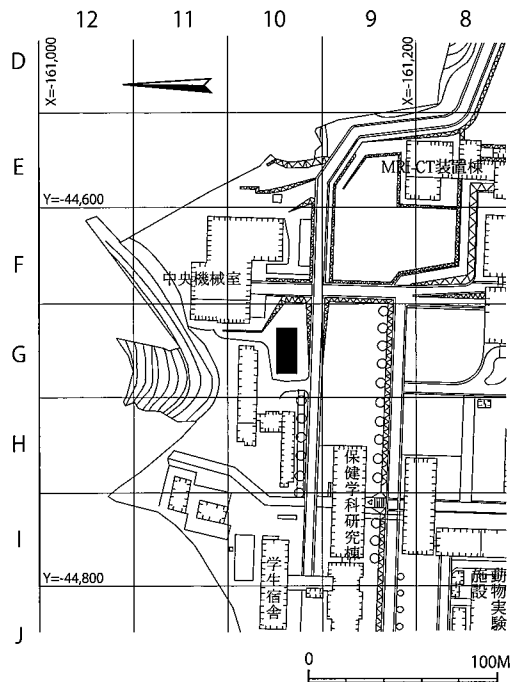 12 11 10 9 8
D
X=-161,000
X=-161,200
E
MRI-CT装置棟
Y=-44,600
F
中央機械室
G
H
保健学科研究棟
I
学生宿舎
動物実験
施設
Y=-44,800
J
0 100M